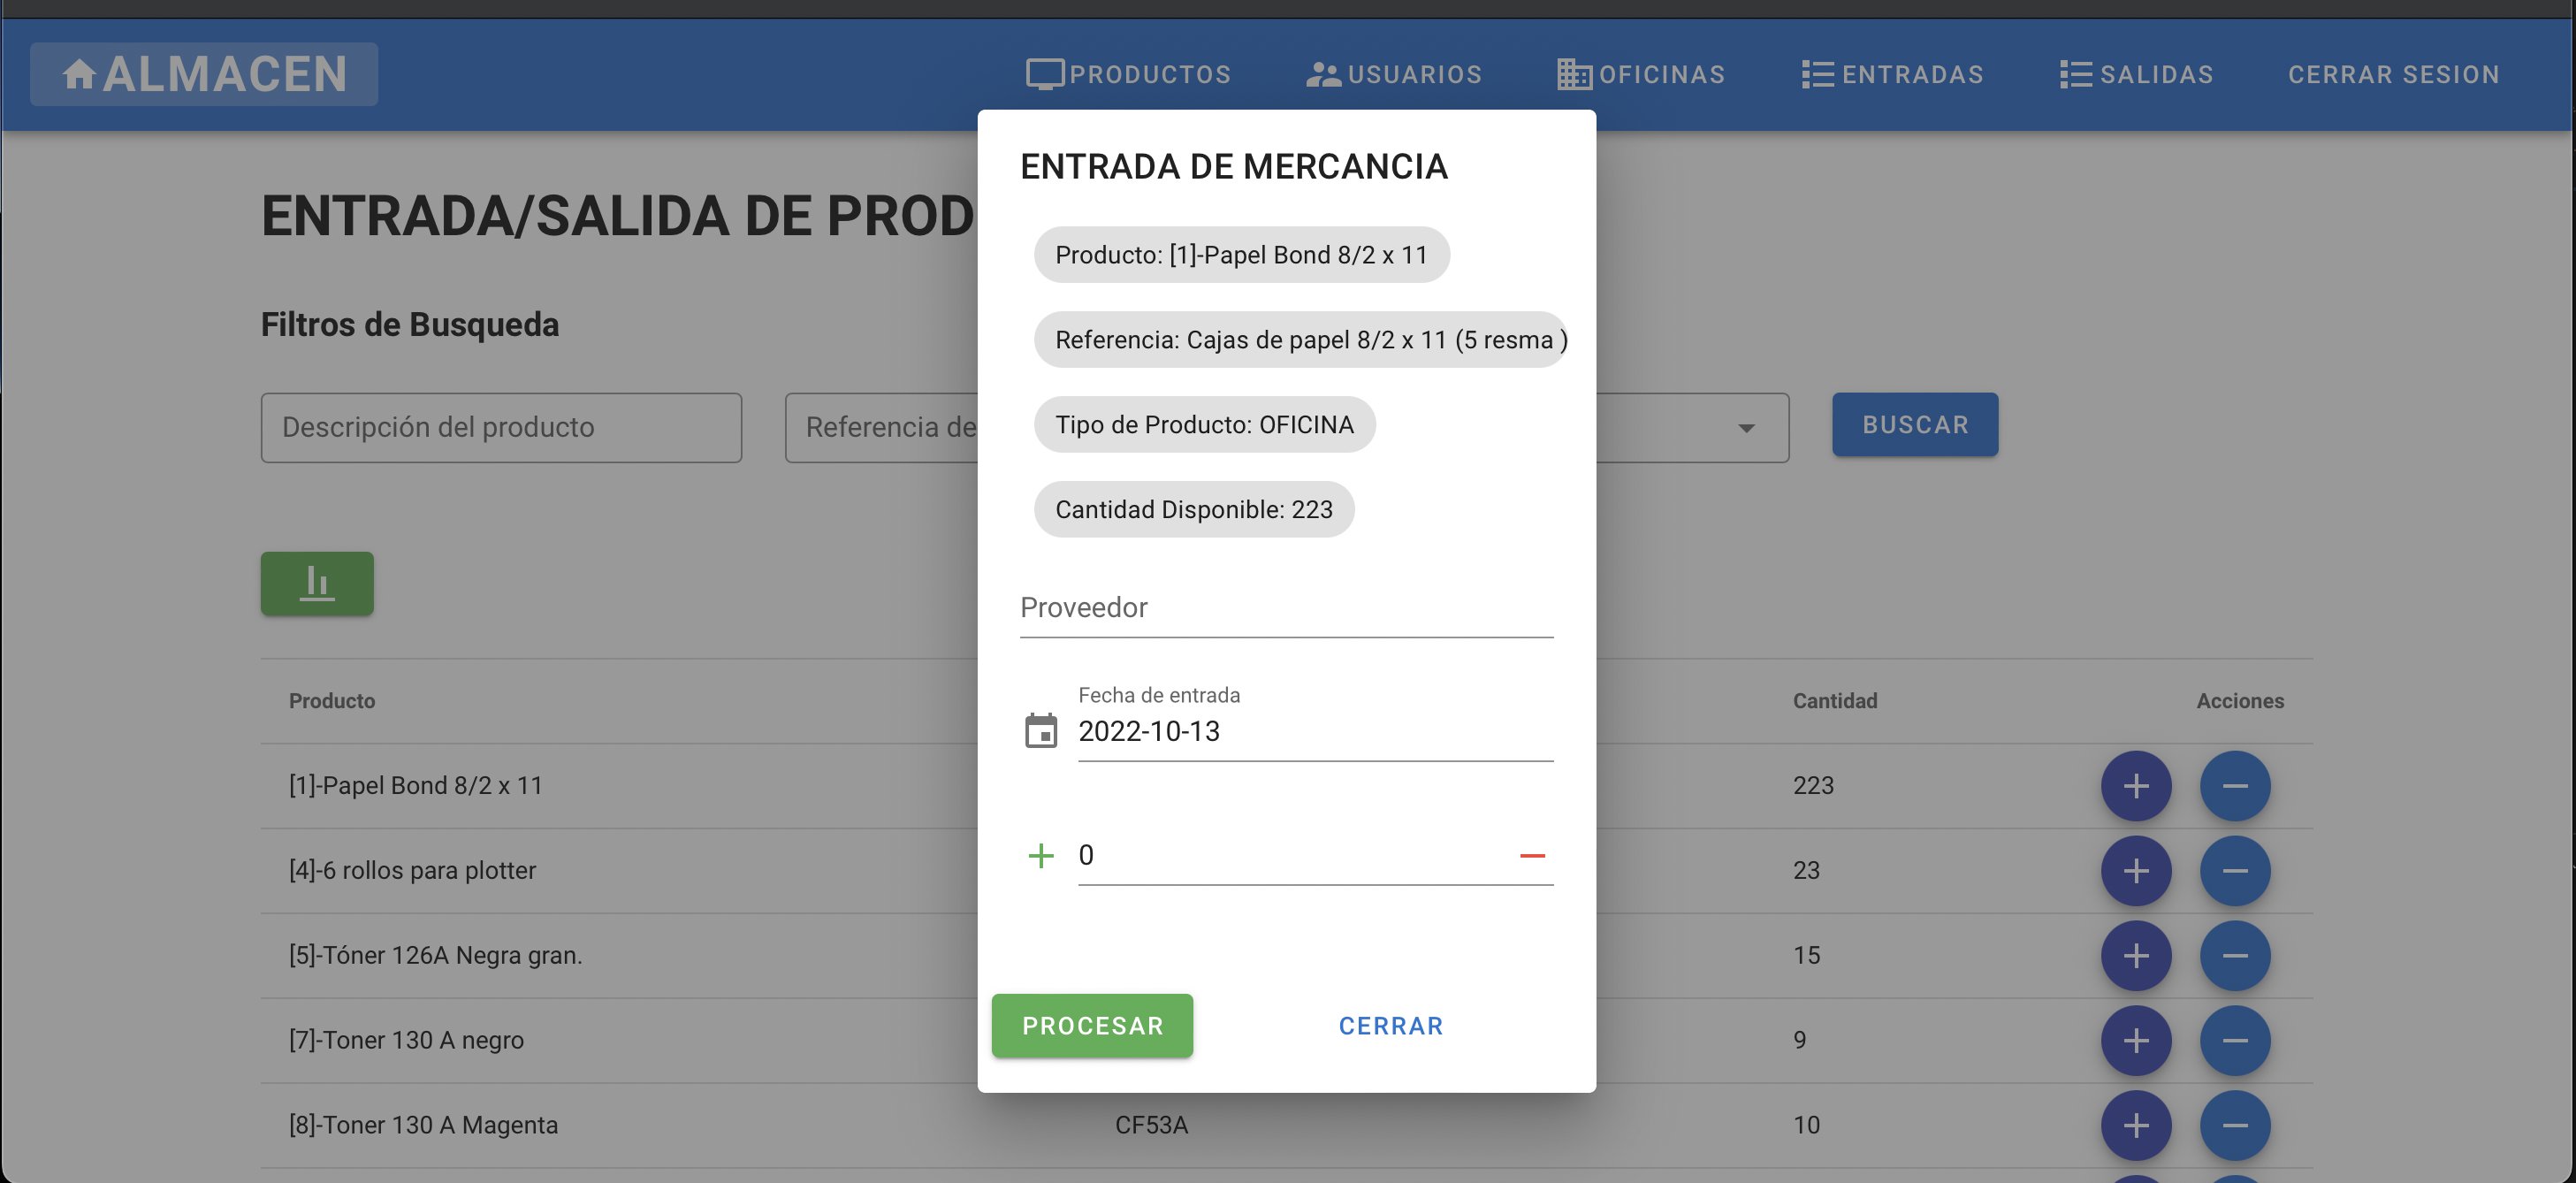 ALMACEN
PRODUCTOS
USUARIOS
OFICINAS
ENTRADAS
SALIDAS
CERRAR SESION
ENTRADA/SALIDA DE PROD
Filtros de Busqueda
Descripción del producto
Referencia de
BUSCAR
ENTRADA DE MERCANCIA
Producto: [1]-Papel Bond 8/2 x 11
Referencia: Cajas de papel 8/2 x 11 (5 resma )
Tipo de Producto: OFICINA
Cantidad Disponible: 223
Proveedor
Fecha de entrada
2022-10-13
0
PROCESAR
CERRAR
Producto
Cantidad
Acciones
[1]-Papel Bond 8/2 x 11
223
[4]-6 rollos para plotter
23
[5]-Tóner 126A Negra gran.
15
[7]-Toner 130 A negro
9
[8]-Toner 130 A Magenta
CF53A
10